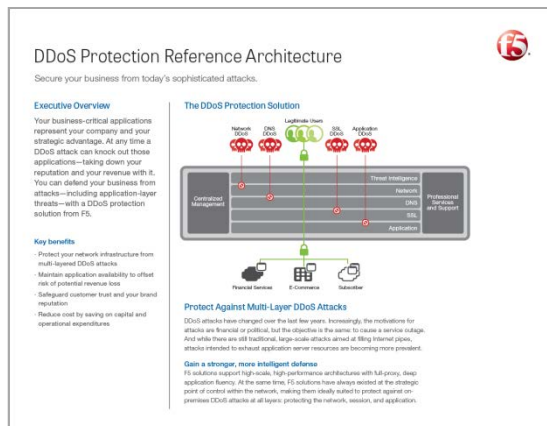 f5
DDoS Protection Reference Architecture
Secure your business from today's sophisticated attacks.
Executive Overview
Your business-critical applications
represent your company and your
strategic advantage. At any time a
DDoS attack can knock out those
applications—taking down your
reputation and your revenue with it.
You can defend your business from
attacks—including application-layer
threats—with a DDoS protection
solution from F5.
Key benefits
· Protect your network infrastructure from
multi-layered DDoS attacks
· Maintain application availability to offset
risk of potential revenue loss
· Safeguard customer trust and your brand
reputation
· Reduce cost by saving on capital and
operational expenditures
The DDoS Protection Solution
Legitimate Users
Network
DDoS
DNS
DDoS
SSL
DDoS
Application
DDoS
Centralized
Management
Threat Intelligence
Network
DNS
SSL
Application
Professional
Services
and Support
Financial Services
E-Commerce
Subscriber
Protect Against Multi-Layer DDoS Attacks
DDoS attacks have changed over the last few years. Increasingly, the motivations for
attacks are financial or political, but the objective is the same: to cause a service outage.
And while there are still traditional, large-scale attacks aimed at filling Internet pipes,
attacks intended to exhaust application server resources are becoming more prevalent.
Gain a stronger, more intelligent defense
F5 solutions support high-scale, high-performance architectures with full-proxy, deep
application fluency. At the same time, F5 solutions have always existed at the strategic
point of control within the network, making them ideally suited to protect against on-
premises DDoS attacks at all layers: protecting the network, session, and application.